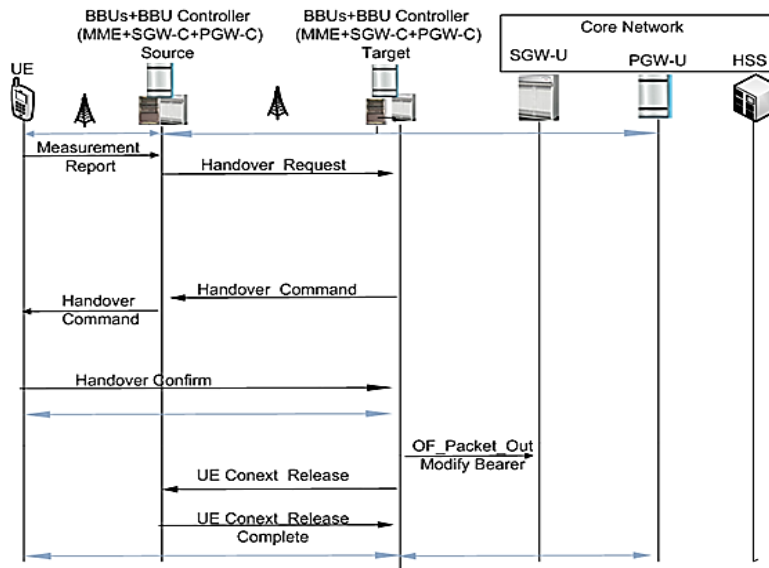 BBUs+BBU Controller
(MME+SGW-C+PGW-C)
Source
BBUs+BBU Controller
(MME+SGW-C+PGW-C)
Target
Core Network
UE
SGW-U
PGW-U
HSS
Measurement
Report
Handover Request
Handover Command
Handover
Command
Handover Confirm
OF_Packet_Out
Modify Bearer
UE Conext Release
UE Conext Release
Complete